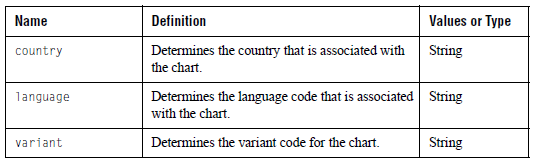 Name Definition Values or Type
country Determines the country that is associated with String
the chart.
language Determines the language code that is associated String
with the chart.
variant Determines the variant code for the chart. String